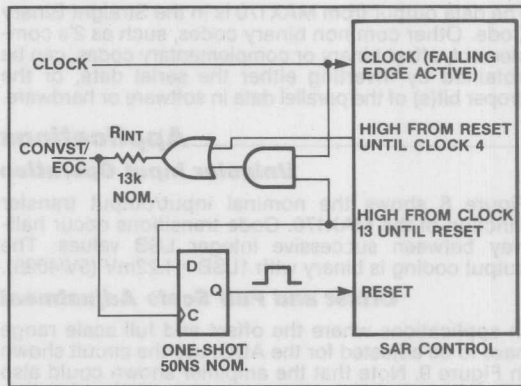 CLOCK
CLOCK (FALLING
EDGE ACTIVE)
RINT
HIGH FROM RESET
UNTIL CLOCK 4
CONVST/
EOC
13k
NOM.
HIGH FROM CLOCK
13 UNTIL RESET
D
Q
RESET
C
ONE-SHOT
50NS NOM.
SAR CONTROL